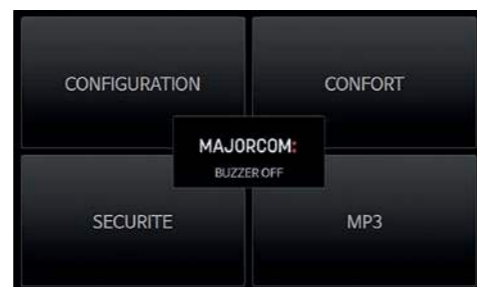 CONFIGURATION
CONFORT
MAJORCOM:
BUZZER OFF
SECURITE
MP3